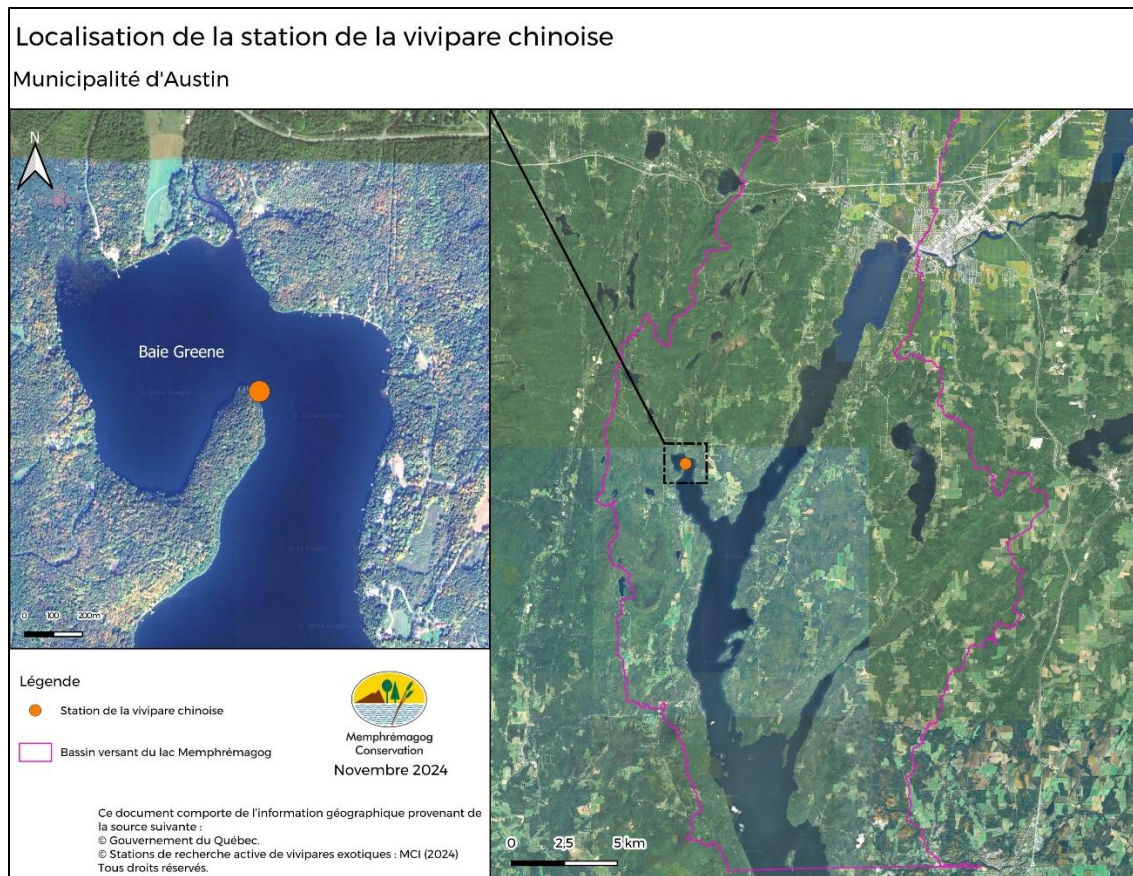 Localisation de la station de la vivipare chinoise
Municipalité d'Austin
N
Baie Greene
0 100 200m
Légende
Station de la vivipare chinoise
Bassin versant du lac Memphrémagog
Memphrémagog
Conservation
Novembre 2024
Ce document comporte de l'information géographique provenant de
la source suivante :
© Gouvernement du Québec.
© Stations de recherche active de vivipares exotiques : MCI (2024)
Tous droits réservés.
0 2,5 5 km